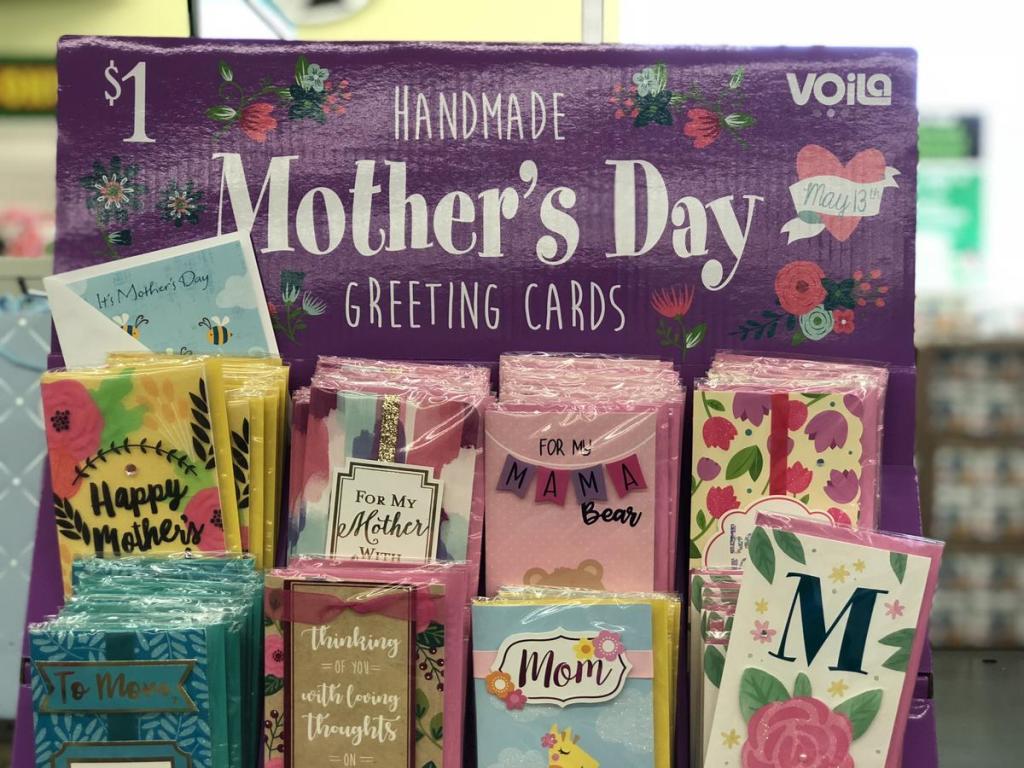 $1
HANDMADE
VOiLa
Mother's Day
May 13th
GREETING CARDS
It's Mother's Day
Happy
Mother's
FOR MY
Mother
WITH
FOR MY
MAMA
Bear
M
To Mom
thinking
OF YOU
with loving
thoughts
ON
Mom